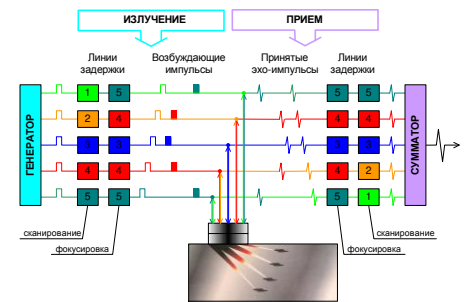 ИЗЛУЧЕНИЕ ПРИЕМ
Линии задержки
Возбуждающие импульсы
Принятые эхо-импульсы
Линии задержки
ГЕНЕРАТОР
1 5 5 5
2 4 4 4
3 3 3 3
4 4 4 2
5 5 5 1
СУММАТОР
сканирование
фокусировка
фокусировка
сканирование